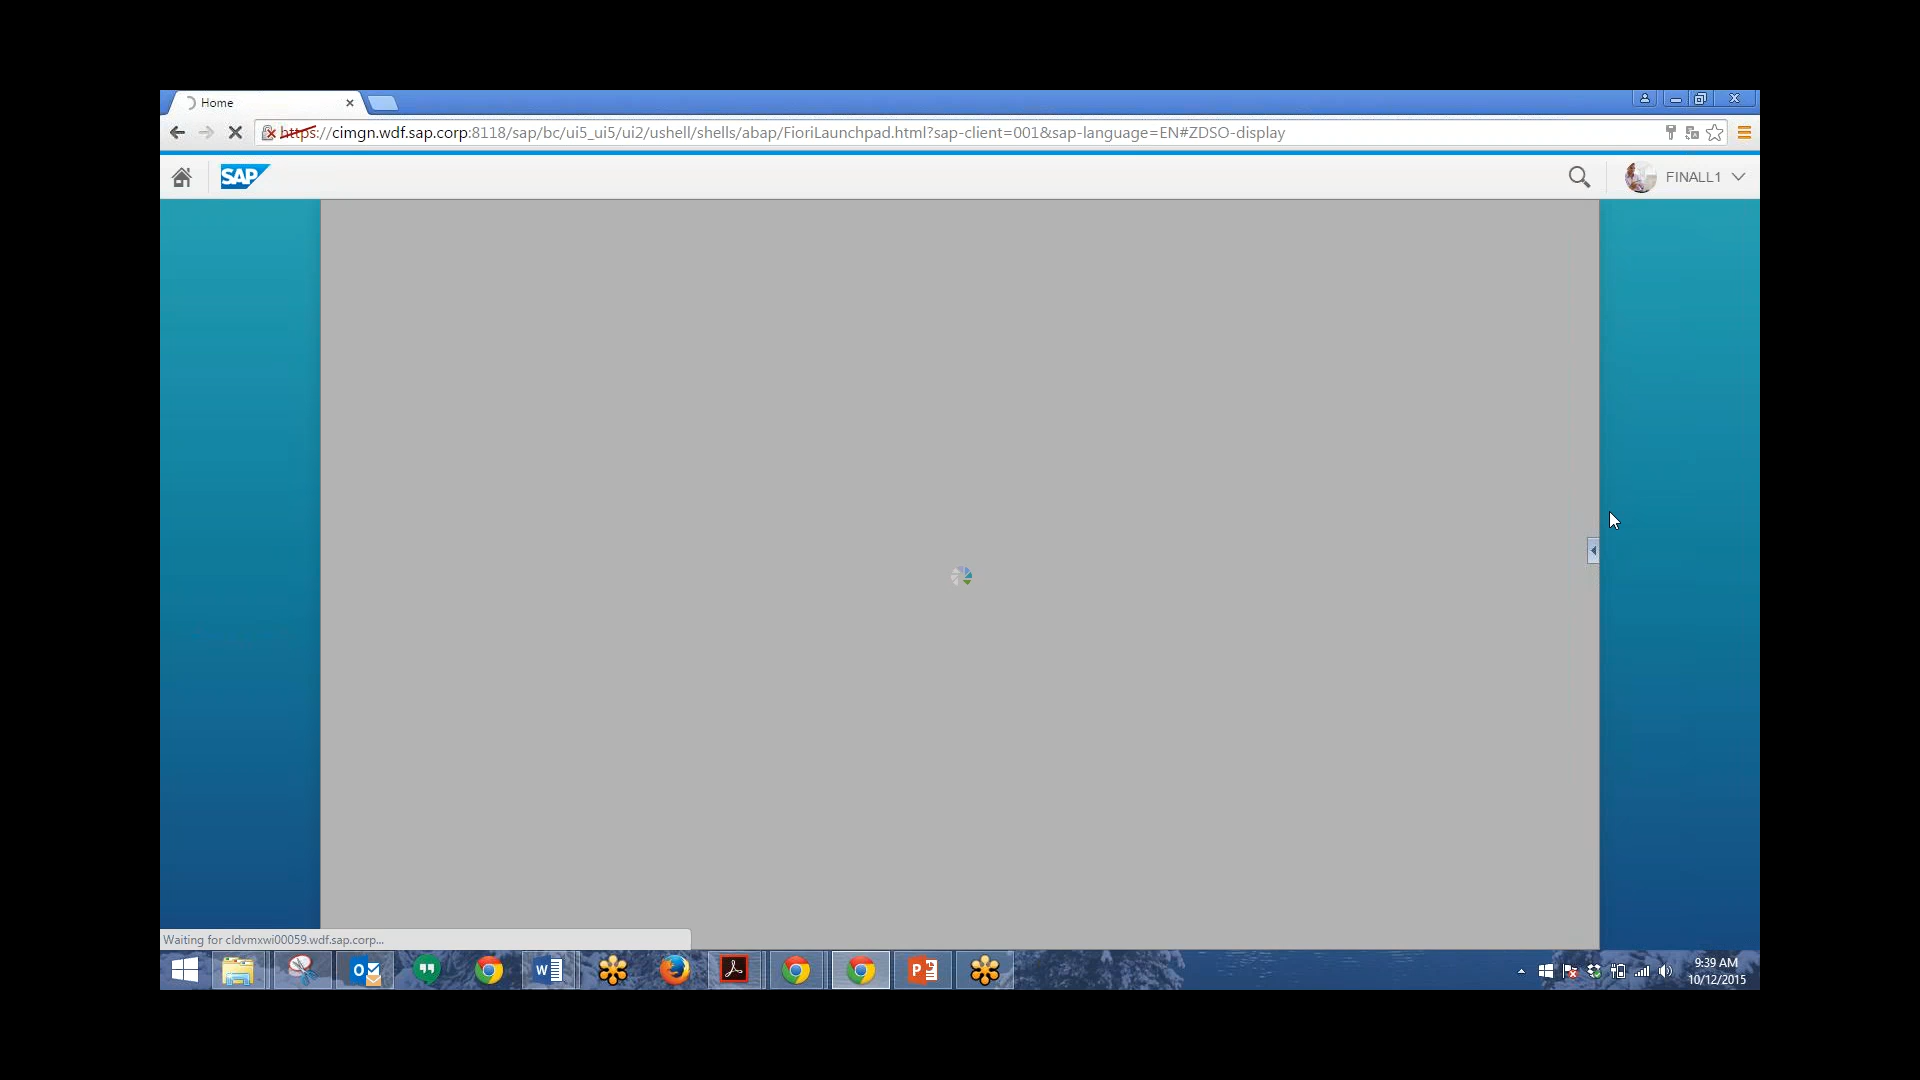 Home
https://cimgn.wdf.sap.corp:8118/sap/bc/ui5_ui5/ui2/ushell/shells/abap/FioriLaunchpad.html?sap-client=001&sap-language=EN#ZDSO-display
SAP
FINALL1
Waiting for cldvmxwi00059.wdf.sap.corp...
9:39 AM
10/12/2015